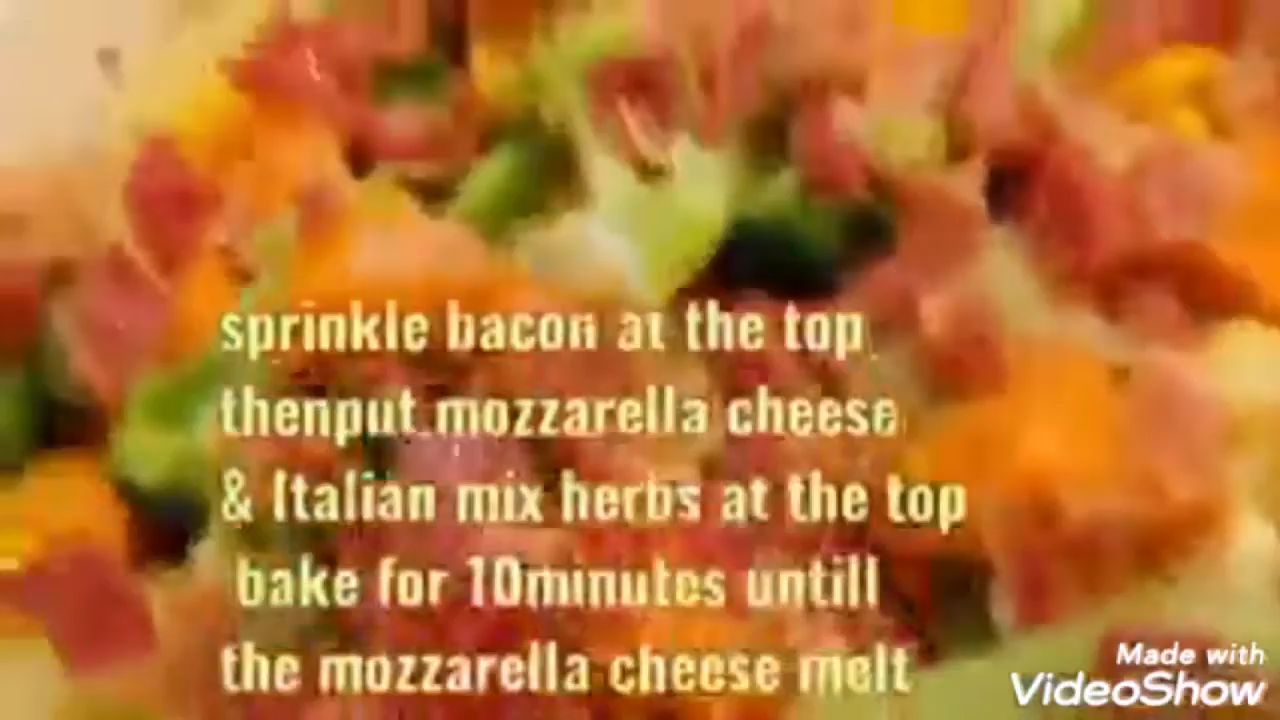 sprinkle bacon at the top
thenput mozzarella cheese
& Italian mix herbs at the top
bake for 10minutes untill
the mozzarella cheese melt
Made with
VideoShow